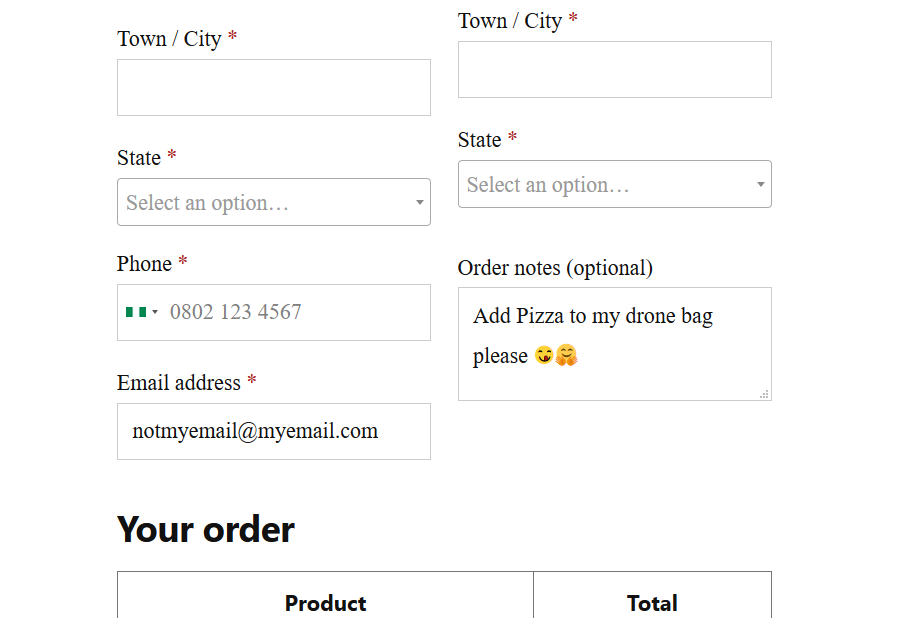 Town / City *
State *
Select an option…
Phone *
0802 123 4567
Email address *
notmyemail@myemail.com
Town / City *
State *
Select an option…
Order notes (optional)
Add Pizza to my drone bag
please 😋🤗
Your order
Product Total